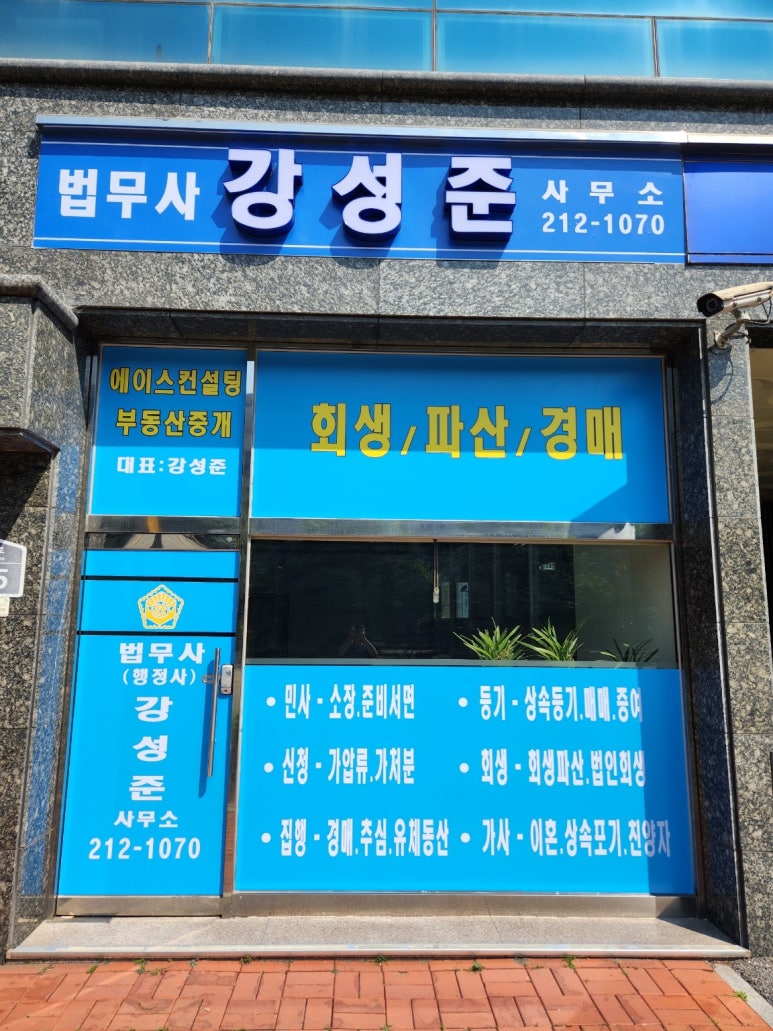 법무사 강성준 사무소
212-1070
에이스컨설팅
부동산중개
대표:강성준
회생/파산/경매
법무사
(행정사)
강
성
준
사무소
212-1070
• 민사 - 소장.준비서면
• 등기 - 상속등기.매매.증여
• 신청 - 가압류.가처분
• 회생 - 회생파산.법인회생
• 집행 - 경매.추심.유체동산
• 가사 - 이혼.상속포기.친양자
5